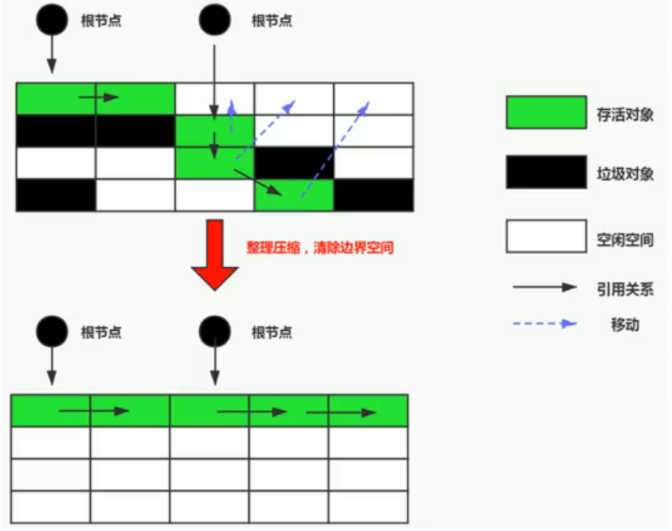 根节点
根节点
存活对象
垃圾对象
空闲空间
整理压缩，清除边界空间
引用关系
移动
根节点
根节点